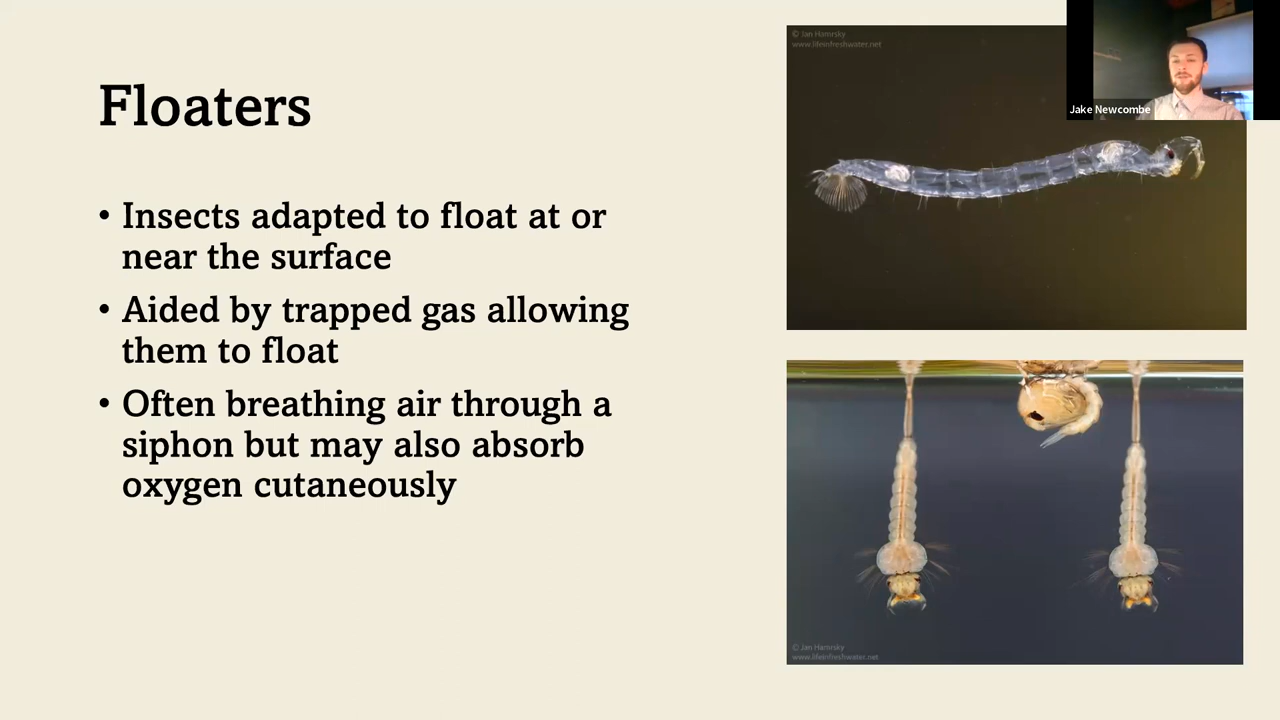 © Jan Hamrsky
www.lifeinfreshwater.net
Jake Newcombe
Floaters
• Insects adapted to float at or
near the surface
• Aided by trapped gas allowing
them to float
• Often breathing air through a
siphon but may also absorb
oxygen cutaneously
© Jan Hamrsky
www.lifeinfreshwater.net